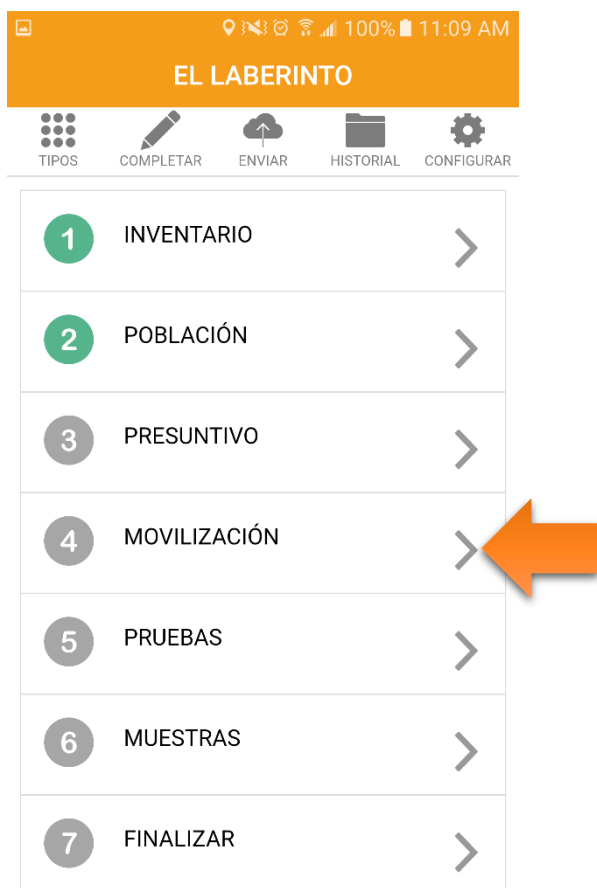 100% 11:09 AM
EL LABERINTO
TIPOS COMPLETAR ENVIAR HISTORIAL CONFIGURAR
1 INVENTARIO
2 POBLACIÓN
3 PRESUNTIVO
4 MOVILIZACIÓN
5 PRUEBAS
6 MUESTRAS
7 FINALIZAR